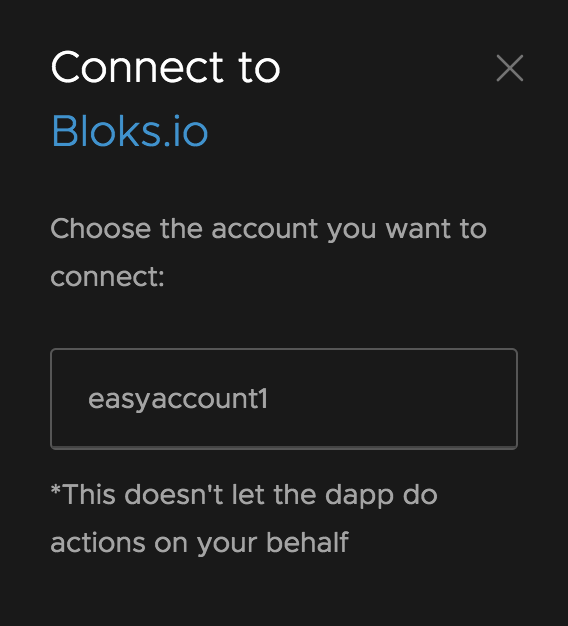 Connect to
Bloks.io
Choose the account you want to
connect:
easyaccount1
*This doesn't let the dapp do
actions on your behalf